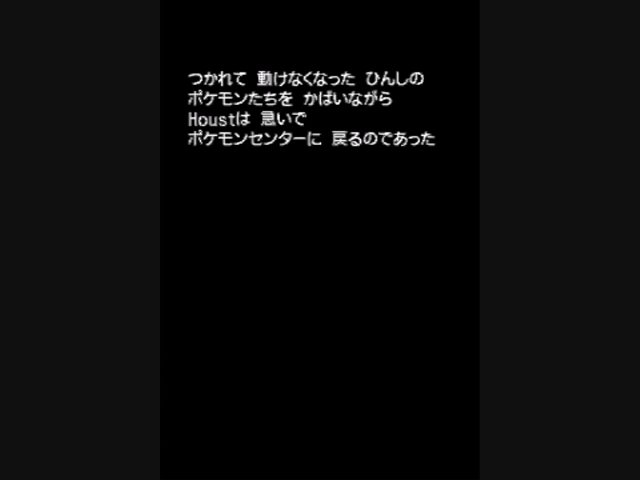 つかれて 動けなくなった ひんしの
ポケモンたちを かばいながら
Houstは 急いで
ポケモンセンターに 戻るのであった